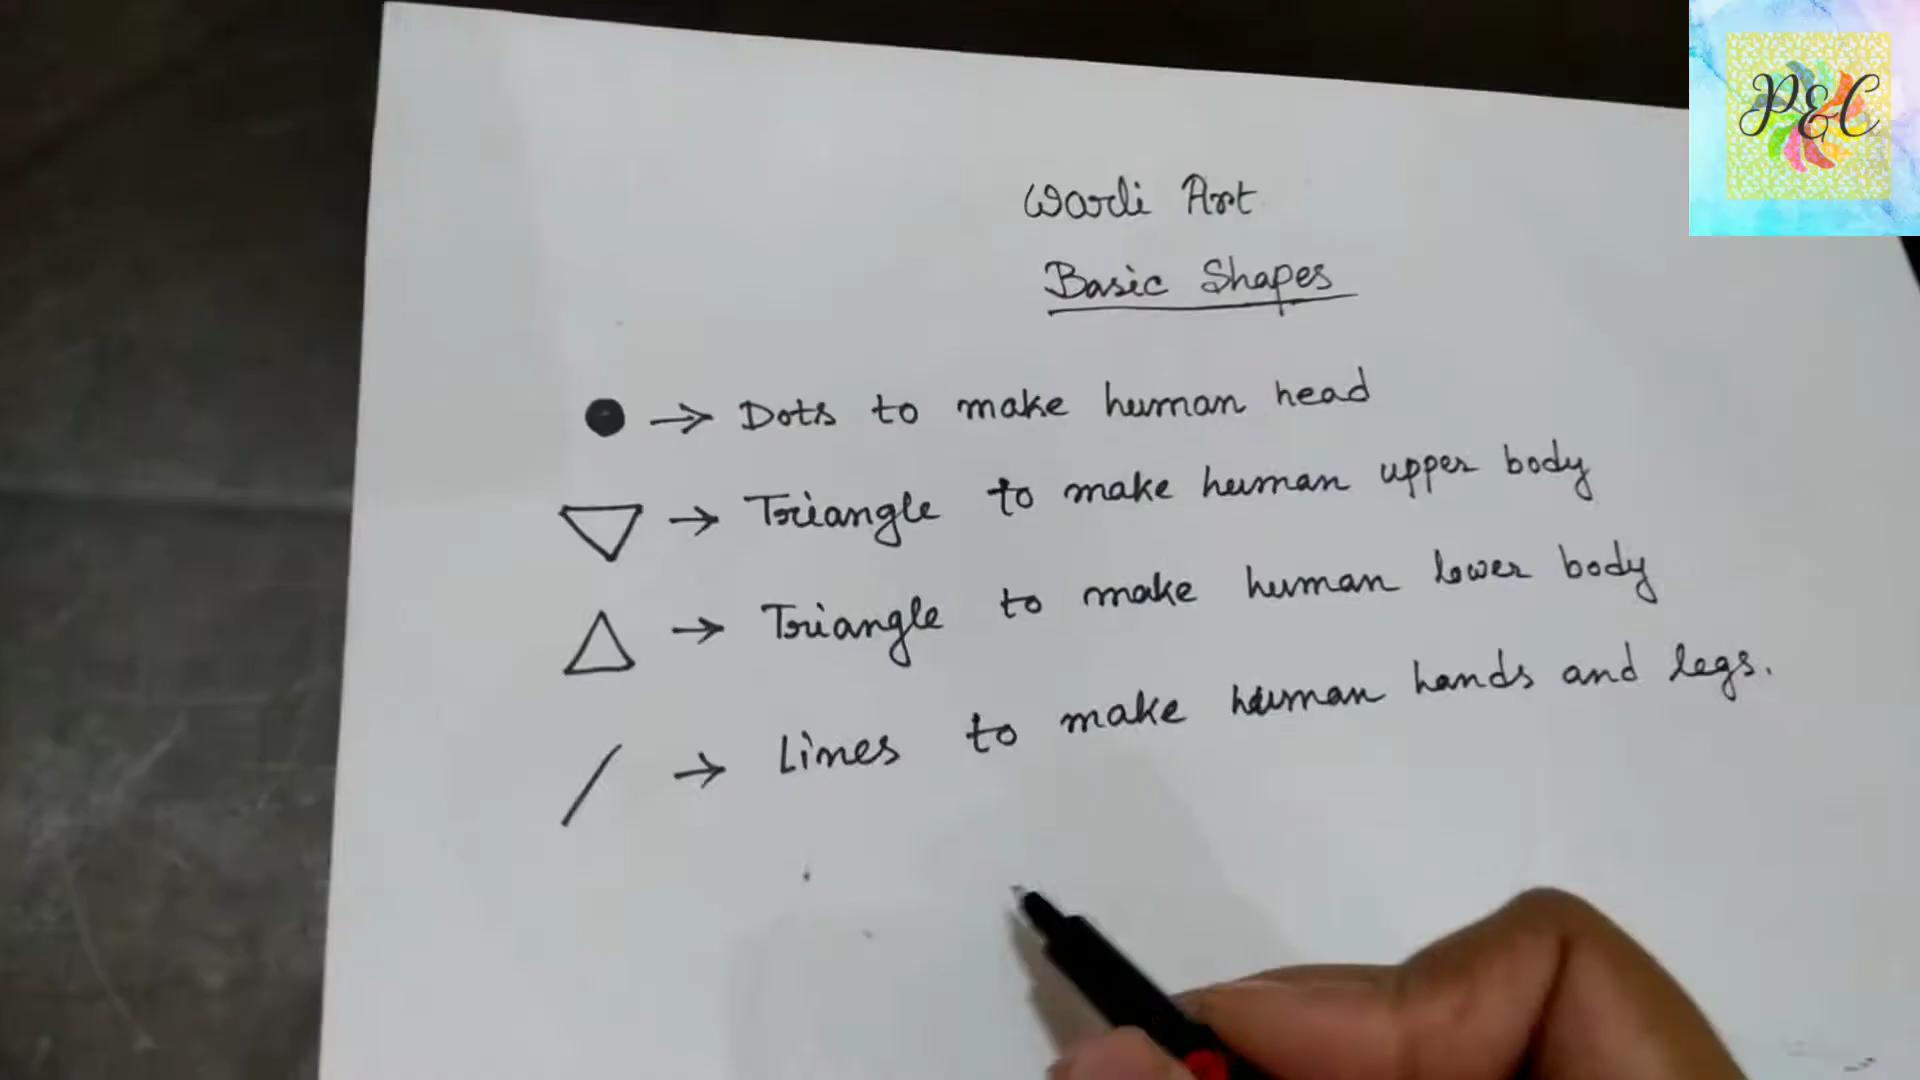 P&C
Warli Art
Basic Shapes
→ Dots to make human head
→ Triangle to make human upper body
→ Triangle to make human lower body
→ Lines to make human hands and legs.